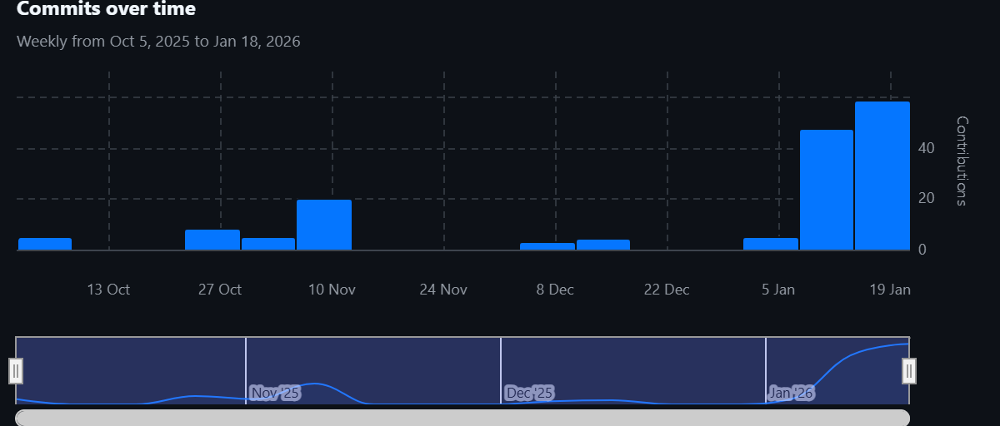 Commits over time
Weekly from Oct 5, 2025 to Jan 18, 2026
40
20
0
Contributions
13 Oct 27 Oct 10 Nov 24 Nov 8 Dec 22 Dec 5 Jan 19 Jan
Nov '25 Dec '25 Jan '26